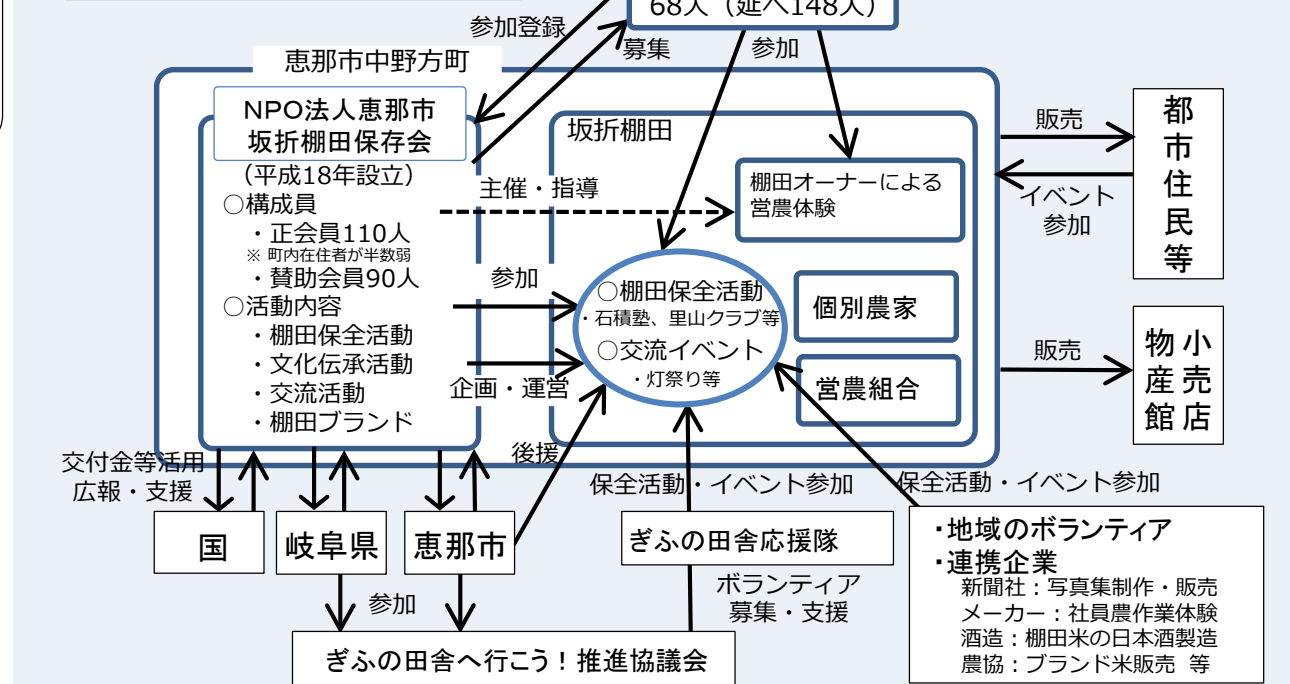 68人（延べ148人）
参加登録
募集
参加
恵那市中野方町
NPO法人恵那市
坂折棚田保存会
（平成18年設立）
○構成員
・正会員110人
※ 町内在住者が半数弱
・賛助会員90人
○活動内容
・棚田保全活動
・文化伝承活動
・交流活動
・棚田ブランド
主催・指導
参加
企画・運営
坂折棚田
棚田オーナーによる
営農体験
○棚田保全活動
・石積塾、里山クラブ等
○交流イベント
・灯祭り等
個別農家
営農組合
販売
イベント
参加
都市住民等
販売
小売店
物産館
交付金等活用
広報・支援
後援
保全活動・イベント参加
保全活動・イベント参加
国
岐阜県
恵那市
ぎふの田舎応援隊
参加
ボランティア
募集・支援
ぎふの田舎へ行こう！推進協議会
・地域のボランティア
・連携企業
新聞社：写真集制作・販売
メーカー：社員農作業体験
酒造：棚田米の日本酒製造
農協：ブランド米販売 等